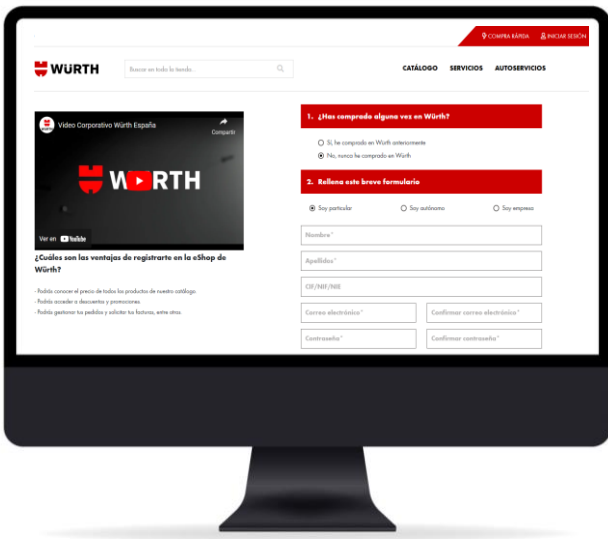 COMPRA RÁPIDA INICIAR SESIÓN
WÜRTH
Buscar en toda la tienda...
CATÁLOGO SERVICIOS AUTOSERVICIOS
Video Corporativo Würth España
Compartir
WÜRTH
Ver en YouTube
¿Cuáles son las ventajas de registrarte en la eShop de
Würth?
- Podrás conocer el precio de todos los productos de nuestro catálogo.
- Podrás acceder a descuentos y promociones.
- Podrás gestionar tus pedidos y solicitar tus facturas, entre otros.
1. ¿Has comprado alguna vez en Würth?
Sí, he comprado en Würth anteriormente
No, nunca he comprado en Würth
2. Rellena este breve formulario
Soy particular Soy autónomo Soy empresa
Nombre*
Apellidos*
CIF/NIF/NIE
Correo electrónico* Confirmar correo electrónico*
Contraseña* Confirmar contraseña*